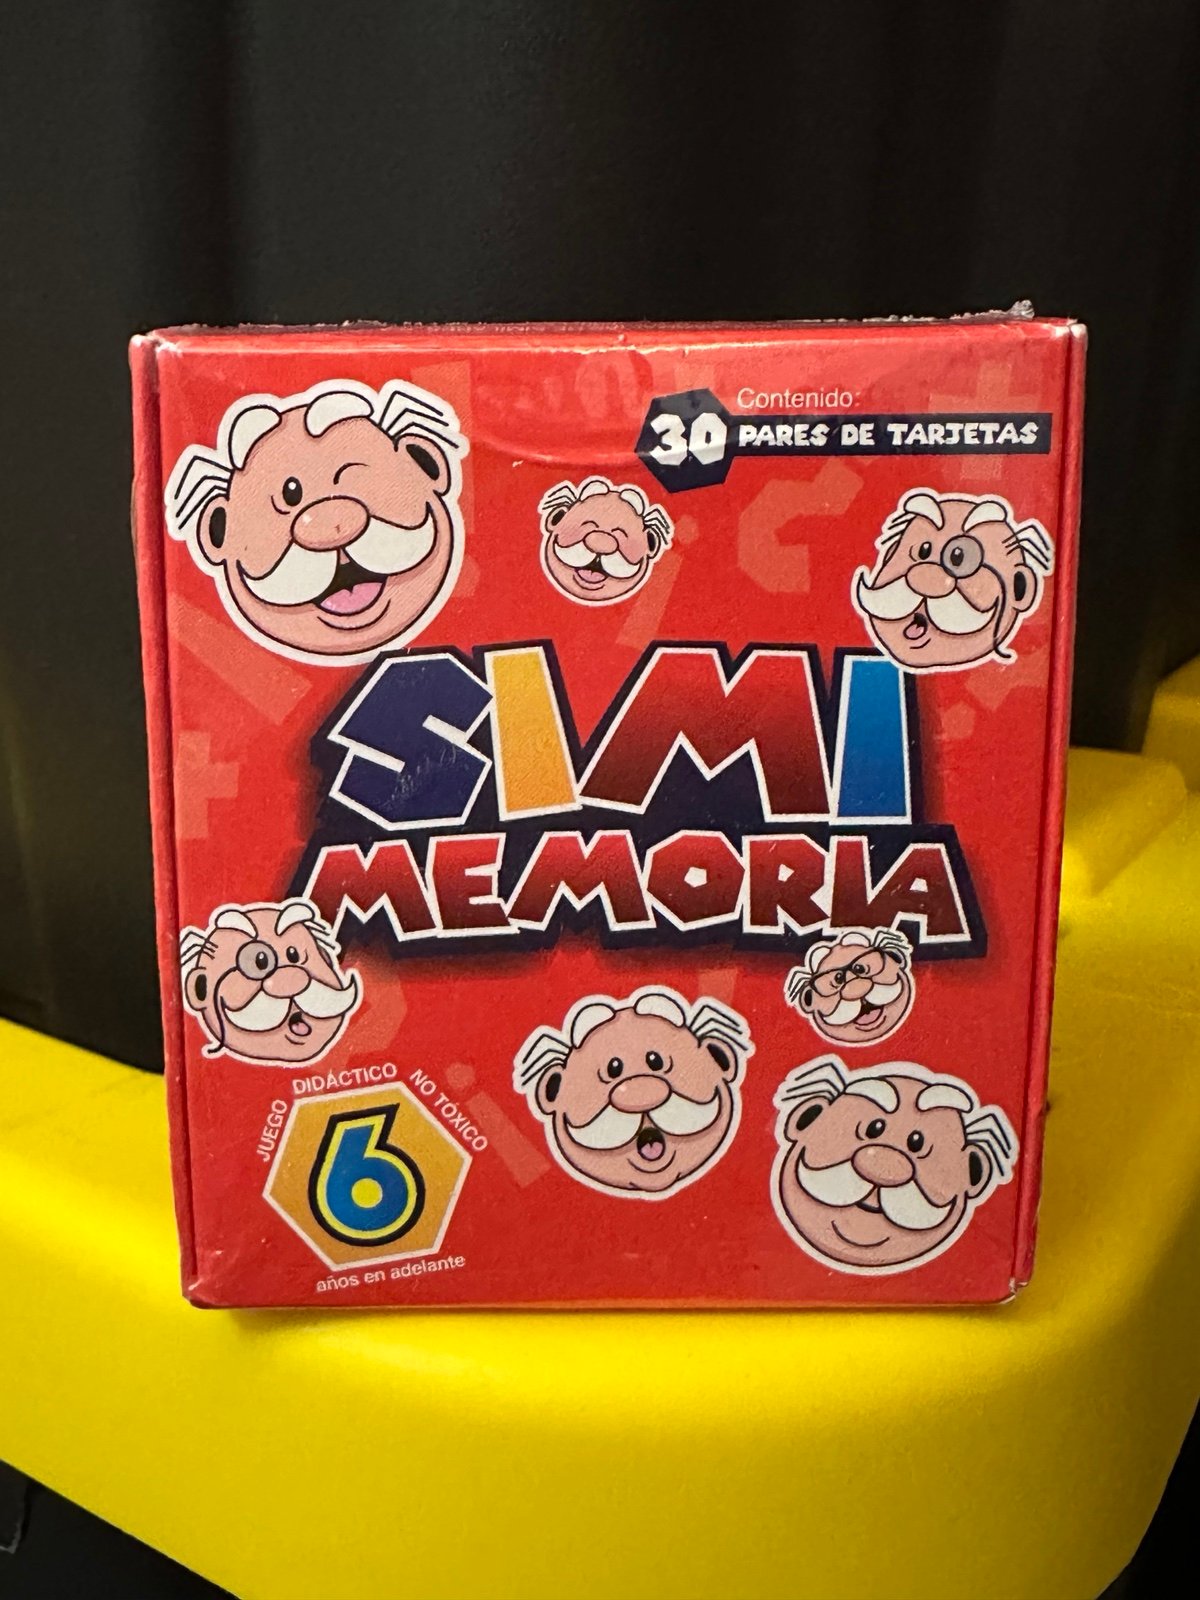 Contenido:
30 PARES DE TARJETAS
SIMI
MEMORIA
JUEGO DIDÁCTICO NO TÓXICO
6
años en adelante